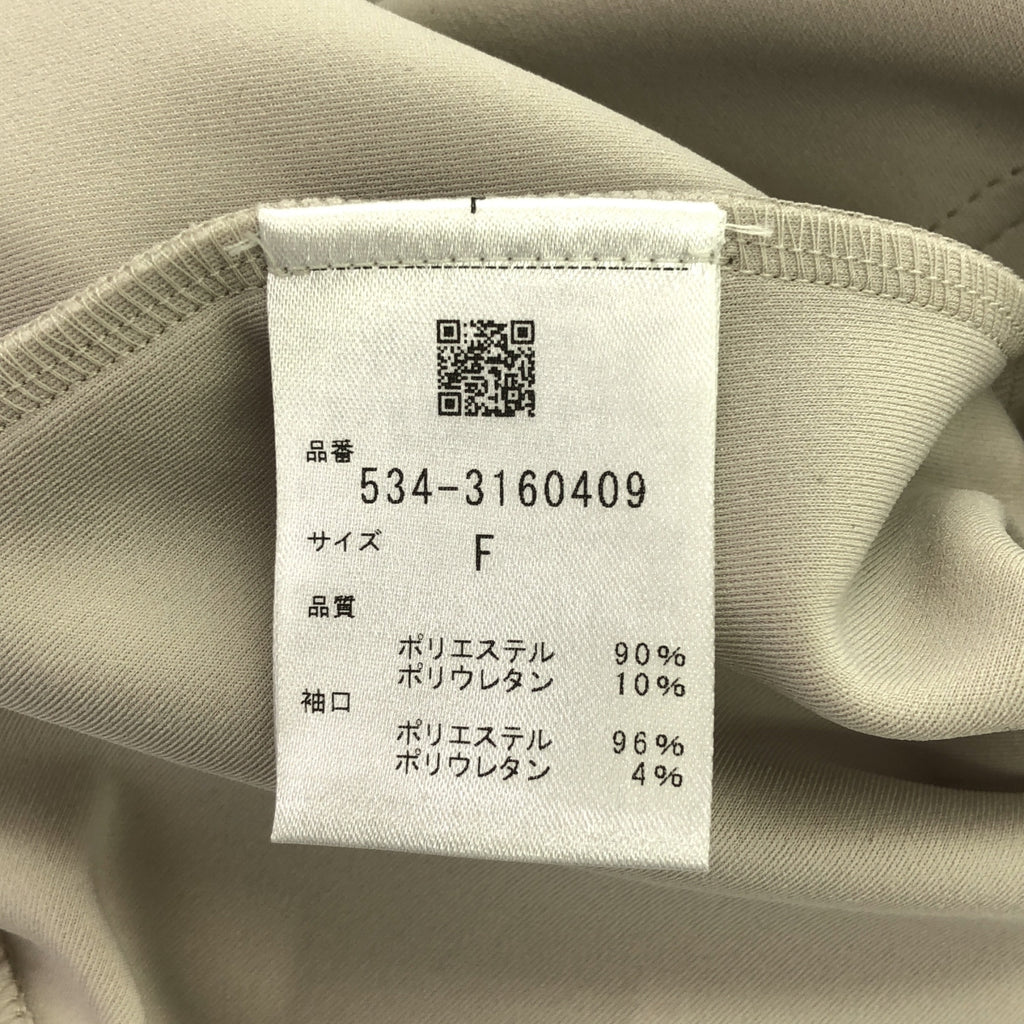 品番
534-3160409
サイズ F
品質
ポリエステル 90%
ポリウレタン 10%
袖口
ポリエステル 96%
ポリウレタン 4%